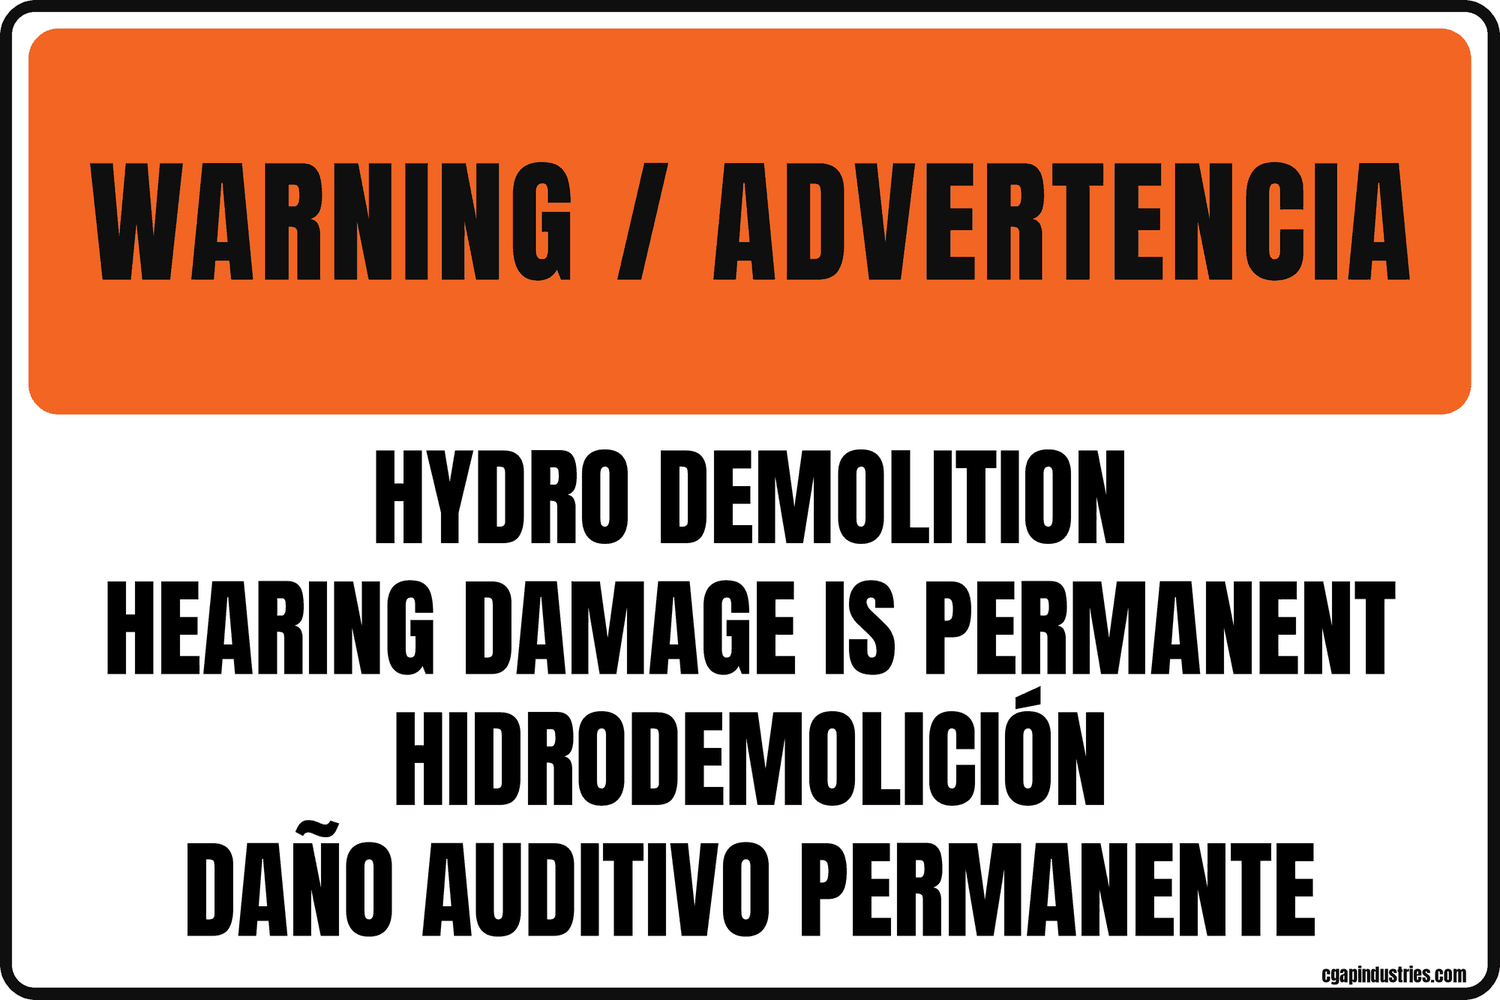 WARNING / ADVERTENCIA
HYDRO DEMOLITION
HEARING DAMAGE IS PERMANENT
HIDRODEMOLICIÓN
DAÑO AUDITIVO PERMANENTE
cgapindustries.com